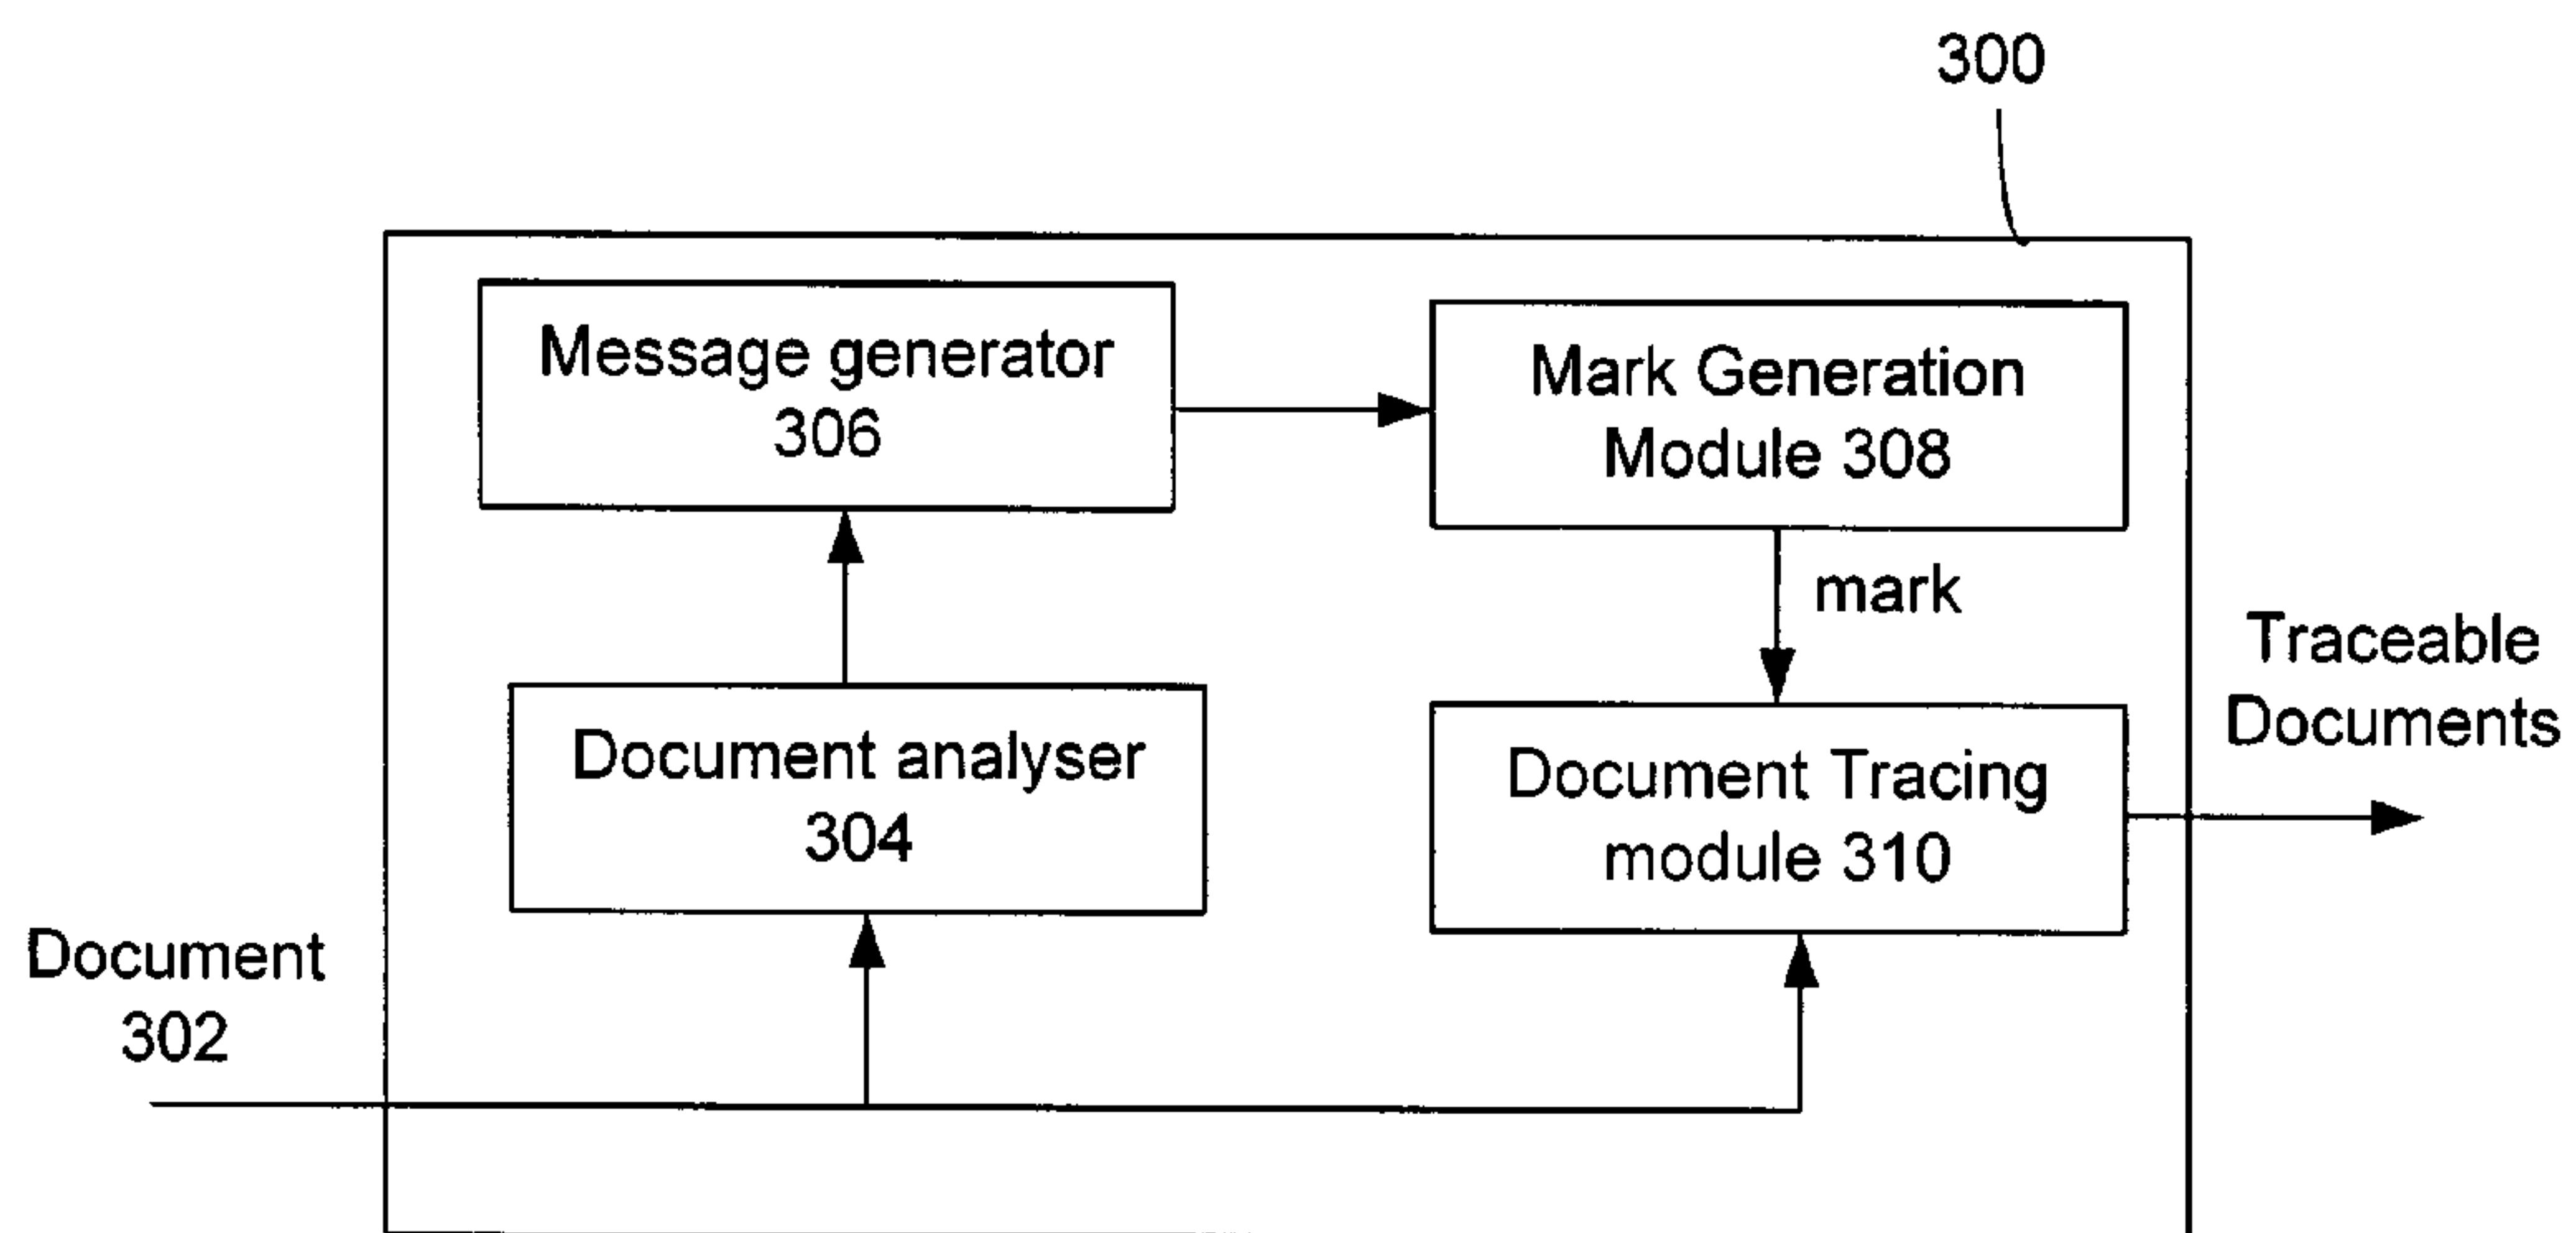 300
Message generator
306
Mark Generation
Module 308
mark
Traceable
Documents
Document analyser
304
Document Tracing
module 310
Document
302